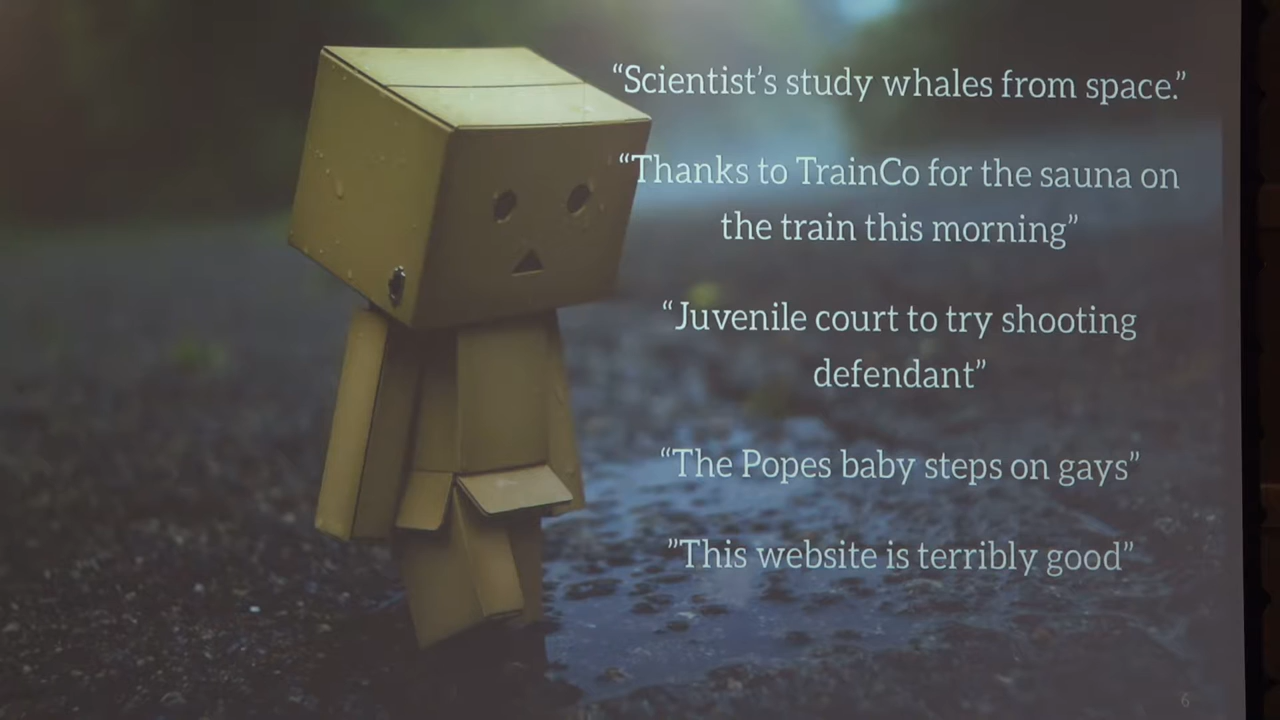 “Scientist’s study whales from space.”
“Thanks to TrainCo for the sauna on
the train this morning”
“Juvenile court to try shooting
defendant”
“The Popes baby steps on gays”
”This website is terribly good”
6